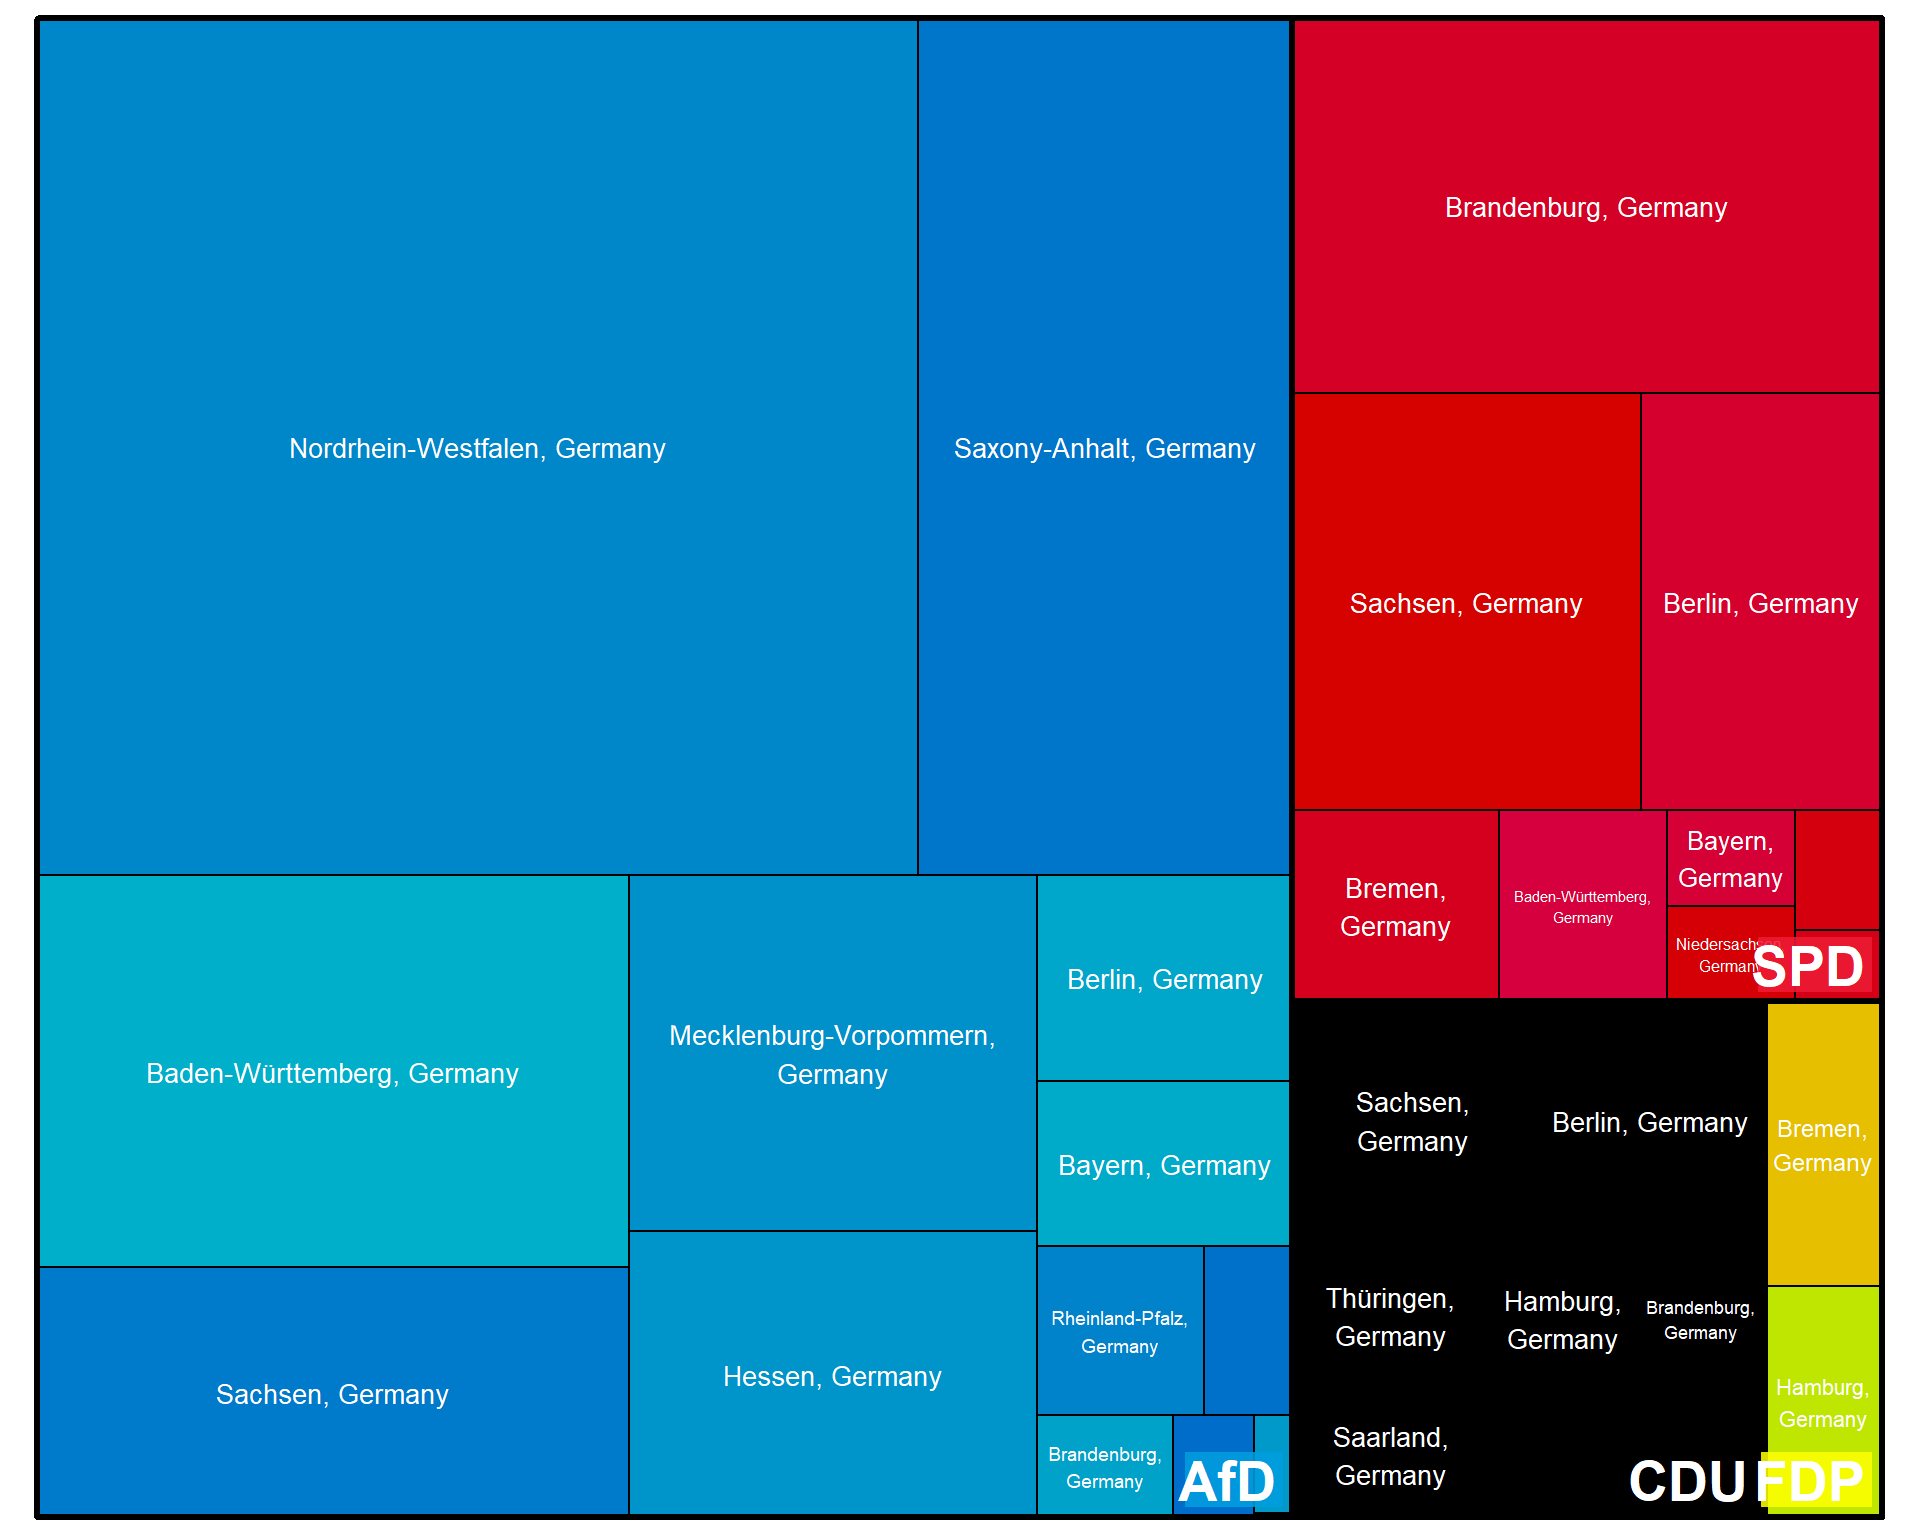 Nordrhein-Westfalen, Germany
Saxony-Anhalt, Germany
Baden-Württemberg, Germany
Sachsen, Germany
Mecklenburg-Vorpommern,
Germany
Hessen, Germany
Berlin, Germany
Bayern, Germany
Rheinland-Pfalz,
Germany
Brandenburg,
Germany
AfD
Brandenburg, Germany
Sachsen, Germany
Berlin, Germany
Bremen,
Germany
Baden-Württemberg,
Germany
Bayern,
Germany
Niedersachsen,
Germany
SPD
Sachsen,
Germany
Berlin, Germany
Thüringen,
Germany
Hamburg,
Germany
Brandenburg,
Germany
Saarland,
Germany
CDU
Bremen,
Germany
Hamburg,
Germany
FDP